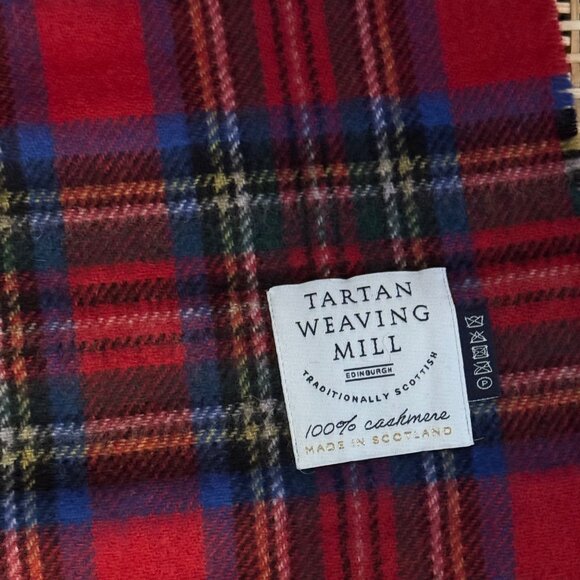 TARTAN
WEAVING
MILL
EDINBURGH
TRADITIONALLY SCOTTISH
100% cashmere
MADE IN SCOTLAND
P